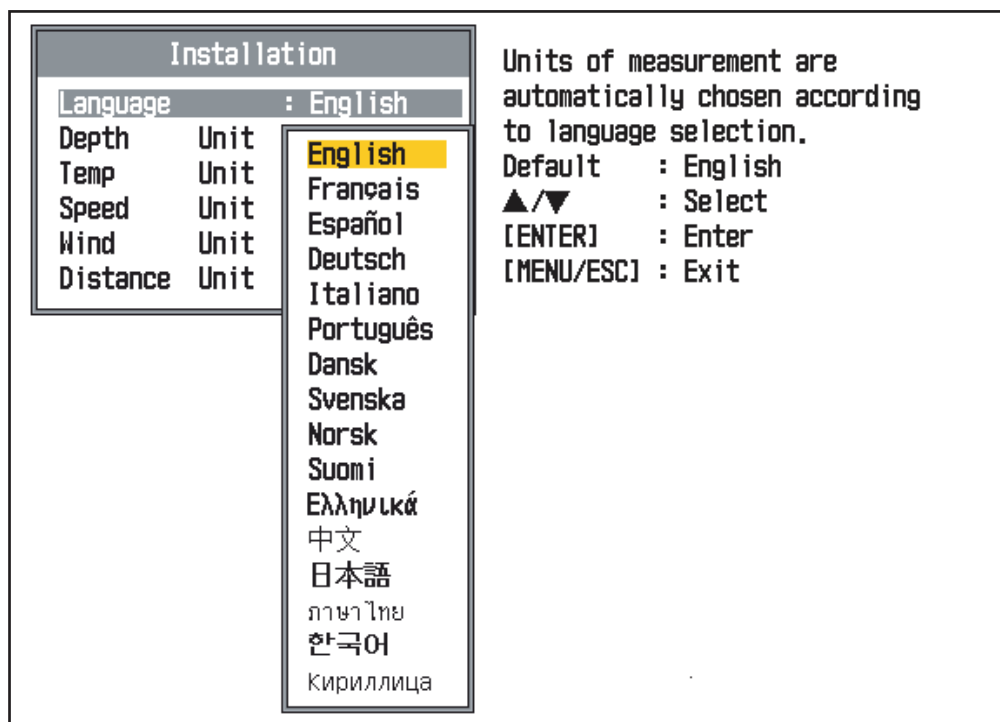 Installation
Language : English
Depth Unit
Temp Unit
Speed Unit
Wind Unit
Distance Unit
English
Français
Español
Deutsch
Italiano
Português
Dansk
Svenska
Norsk
Suomi
Ελληνικά
中文
日本語
ภาษาไทย
한국어
Кириллица
Units of measurement are
automatically chosen according
to language selection.
Default : English
▲/▼ : Select
[ENTER] : Enter
[MENU/ESC] : Exit